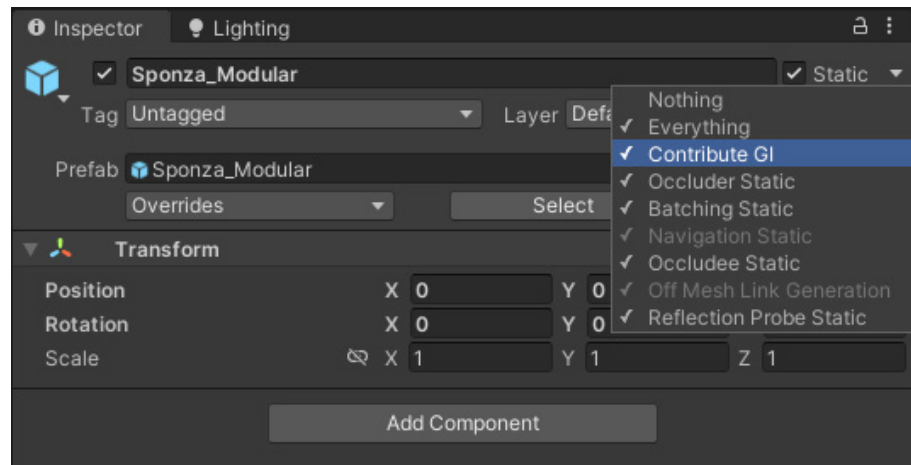 Inspector Lighting
Sponza_Modular Static
Nothing
Tag Untagged Layer Defa
Everything
Contribute GI
Prefab Sponza_Modular
Occluder Static
Overrides Select
Batching Static
Navigation Static
Transform
Occludee Static
Position X 0 Y 0
Off Mesh Link Generation
Rotation X 0 Y 0
Reflection Probe Static
Scale X 1 Y 1 Z 1
Add Component